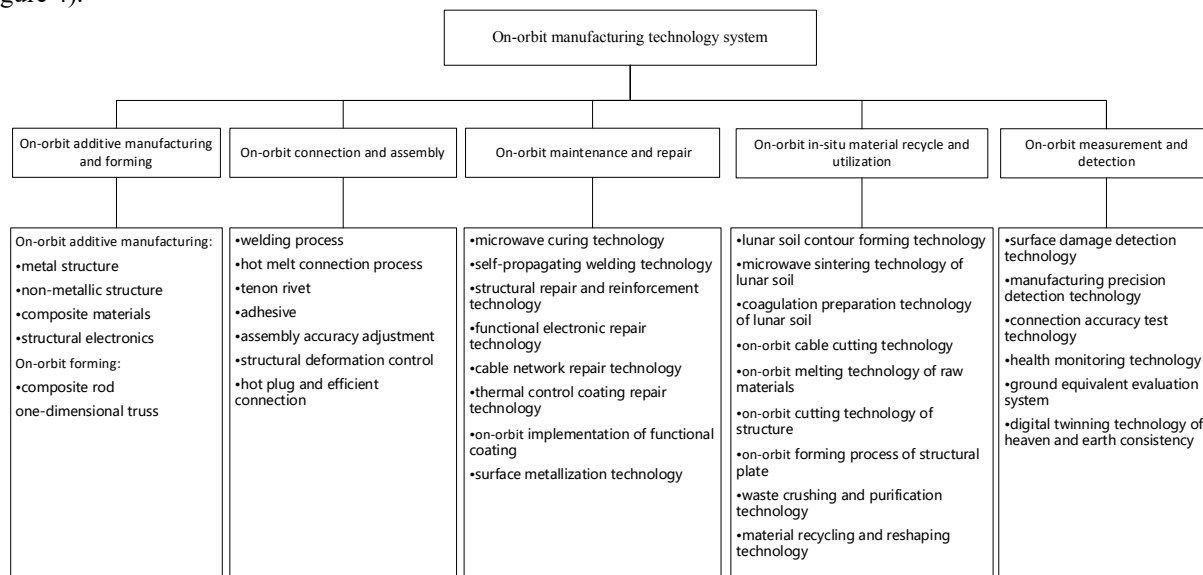 gure 4).
On-orbit manufacturing technology system
On-orbit additive manufacturing
and forming
On-orbit connection and assembly
On-orbit maintenance and repair
On-orbit in-situ material recycle and
utilization
On-orbit measurement and
detection
On-orbit additive manufacturing:
•metal structure
•non-metallic structure
•composite materials
•structural electronics
On-orbit forming:
•composite rod
one-dimensional truss
•welding process
•hot melt connection process
•tenon rivet
•adhesive
•assembly accuracy adjustment
•structural deformation control
•hot plug and efficient
connection
•microwave curing technology
•self-propagating welding technology
•structural repair and reinforcement
technology
•functional electronic repair
technology
•cable network repair technology
•thermal control coating repair
technology
•on-orbit implementation of functional
coating
•surface metallization technology
•lunar soil contour forming technology
•microwave sintering technology of
lunar soil
•coagulation preparation technology
of lunar soil
•on-orbit cable cutting technology
•on-orbit melting technology of raw
materials
•on-orbit cutting technology of
structure
•on-orbit forming process of structural
plate
•waste crushing and purification
technology
•material recycling and reshaping
technology
•surface damage detection
technology
•manufacturing precision
detection technology
•connection accuracy test
technology
•health monitoring technology
•ground equivalent evaluation
system
•digital twinning technology of
heaven and earth consistency